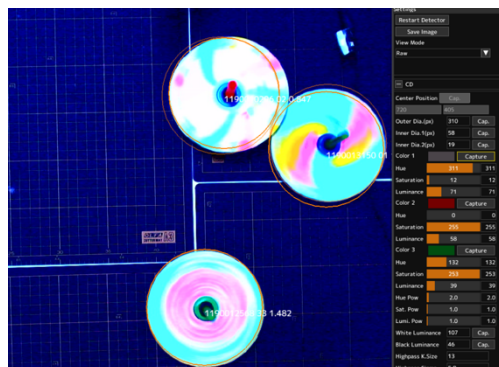 Settings
Restart Detector
Save Image
View Mode
Raw
CD
Center Position Cap.
720 405
Outer Dia.(px) 310 Cap.
Inner Dia.1(px) 58 Cap.
Inner Dia.2(px) 19 Cap.
Color 1 Capture
Hue 311 311
Saturation 12 12
Luminance 71 71
Color 2 Capture
Hue 0 0
Saturation 255 255
Luminance 58 58
Color 3 Capture
Hue 132 132
Saturation 253 253
Luminance 39 39
Hue Pow 2.0 2.0
Sat. Pow 1.0 1.0
Lumi. Pow 1.0 1.0
White Luminance 107 Cap.
Black Luminance 46 Cap.
Highpass K.Size 13